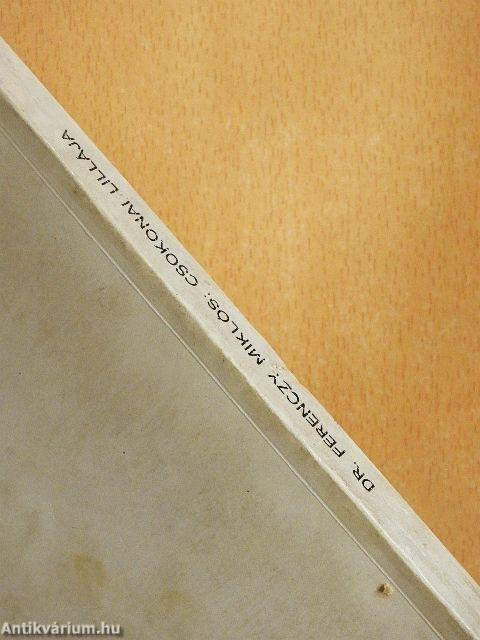 DR. FERENCZY MIKLÓS: CSOKONAI LILLÁJA
Antikvárium.hu